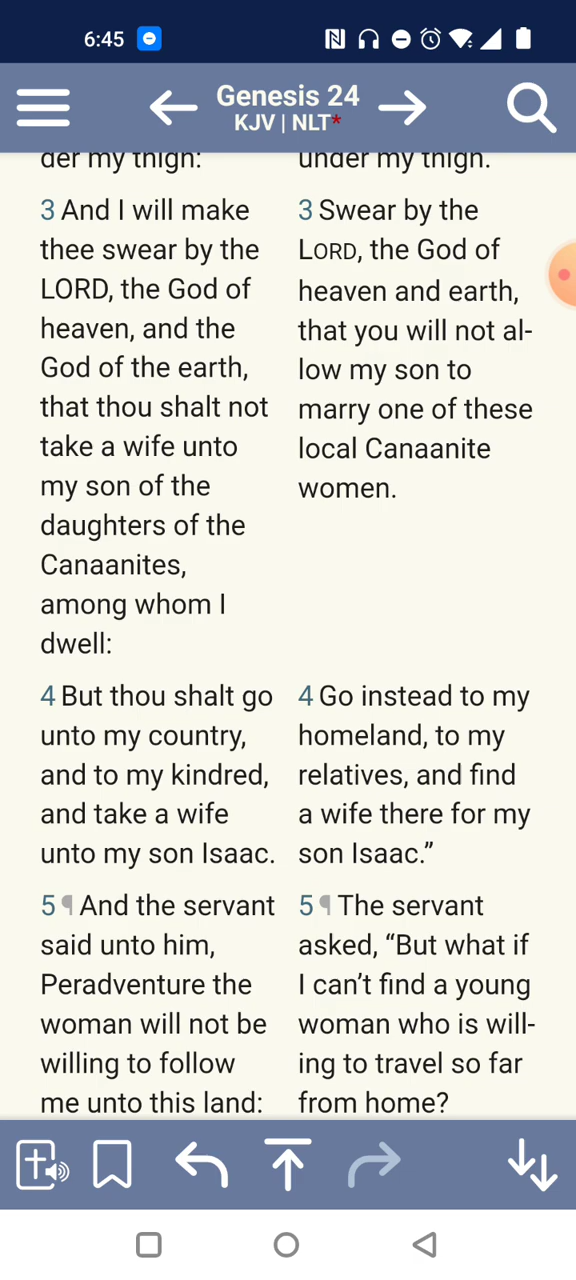 6:45
Genesis 24
KJV | NLT*
der my thigh:
3 And I will make
thee swear by the
LORD, the God of
heaven, and the
God of the earth,
that thou shalt not
take a wife unto
my son of the
daughters of the
Canaanites,
among whom I
dwell:
4 But thou shalt go
unto my country,
and to my kindred,
and take a wife
unto my son Isaac.
5 ¶ And the servant
said unto him,
Peradventure the
woman will not be
willing to follow
me unto this land:
under my thigh.
3 Swear by the
LORD, the God of
heaven and earth,
that you will not al-
low my son to
marry one of these
local Canaanite
women.
4 Go instead to my
homeland, to my
relatives, and find
a wife there for my
son Isaac.”
5 ¶ The servant
asked, “But what if
I can’t find a young
woman who is will-
ing to travel so far
from home?